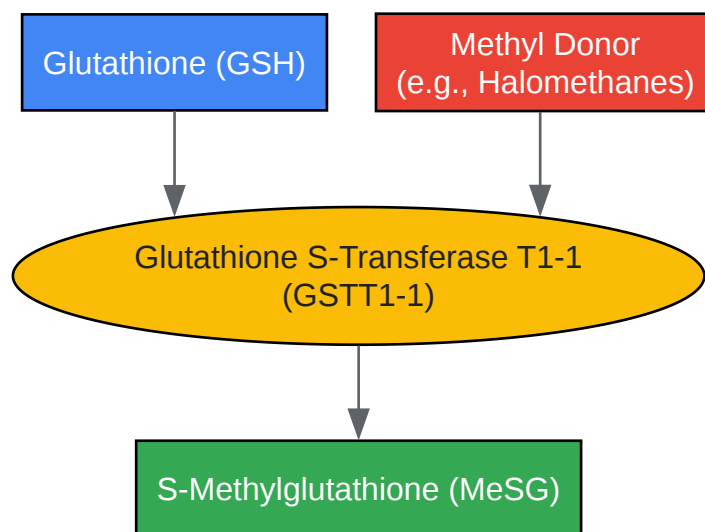 Glutathione (GSH)
Methyl Donor
(e.g., Halomethanes)
Glutathione S-Transferase T1-1
(GSTT1-1)
S-Methylglutathione (MeSG)